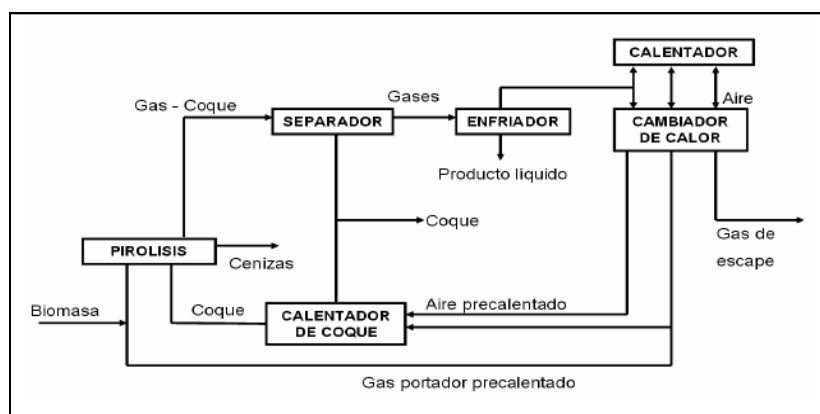 CALENTADOR
Gas - Coque
Gases
Aire
SEPARADOR
ENFRIADOR
CAMBIADOR
DE CALOR
Producto liquido
Coque
PIROLISIS
Cenizas
Gas de
escape
Biomasa
Coque
CALENTADOR
DE COQUE
Aire precalentado
Gas portador precalentado